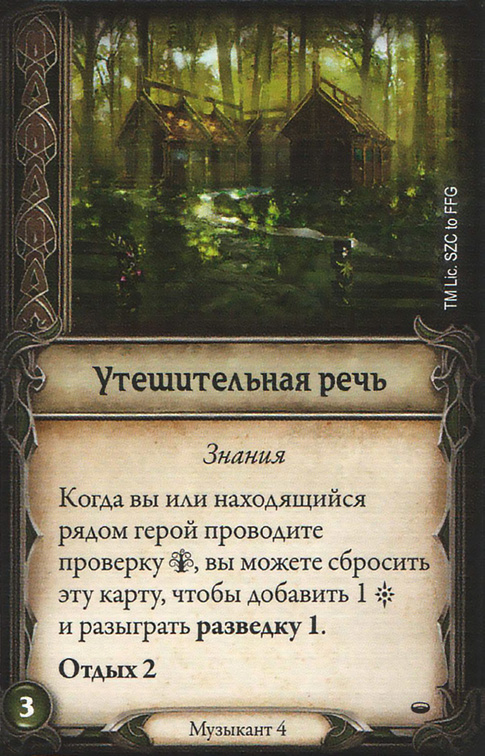 TM Lic. SZC to FFG
Утешительная речь
Знания
Когда вы или находящийся
рядом герой проводите
проверку , вы можете сбросить
эту карту, чтобы добавить 1
и разыграть разведку 1.
Отдых 2
3
Музыкант 4